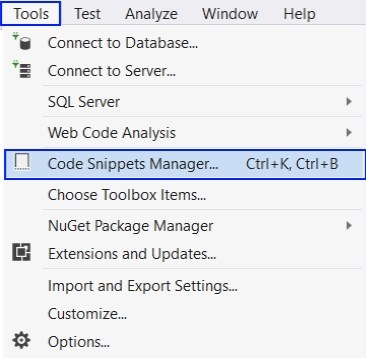 Tools Test Analyze Window Help
Connect to Database...
Connect to Server...
SQL Server
Web Code Analysis
Code Snippets Manager... Ctrl+K, Ctrl+B
Choose Toolbox Items...
NuGet Package Manager
Extensions and Updates...
Import and Export Settings...
Customize...
Options...